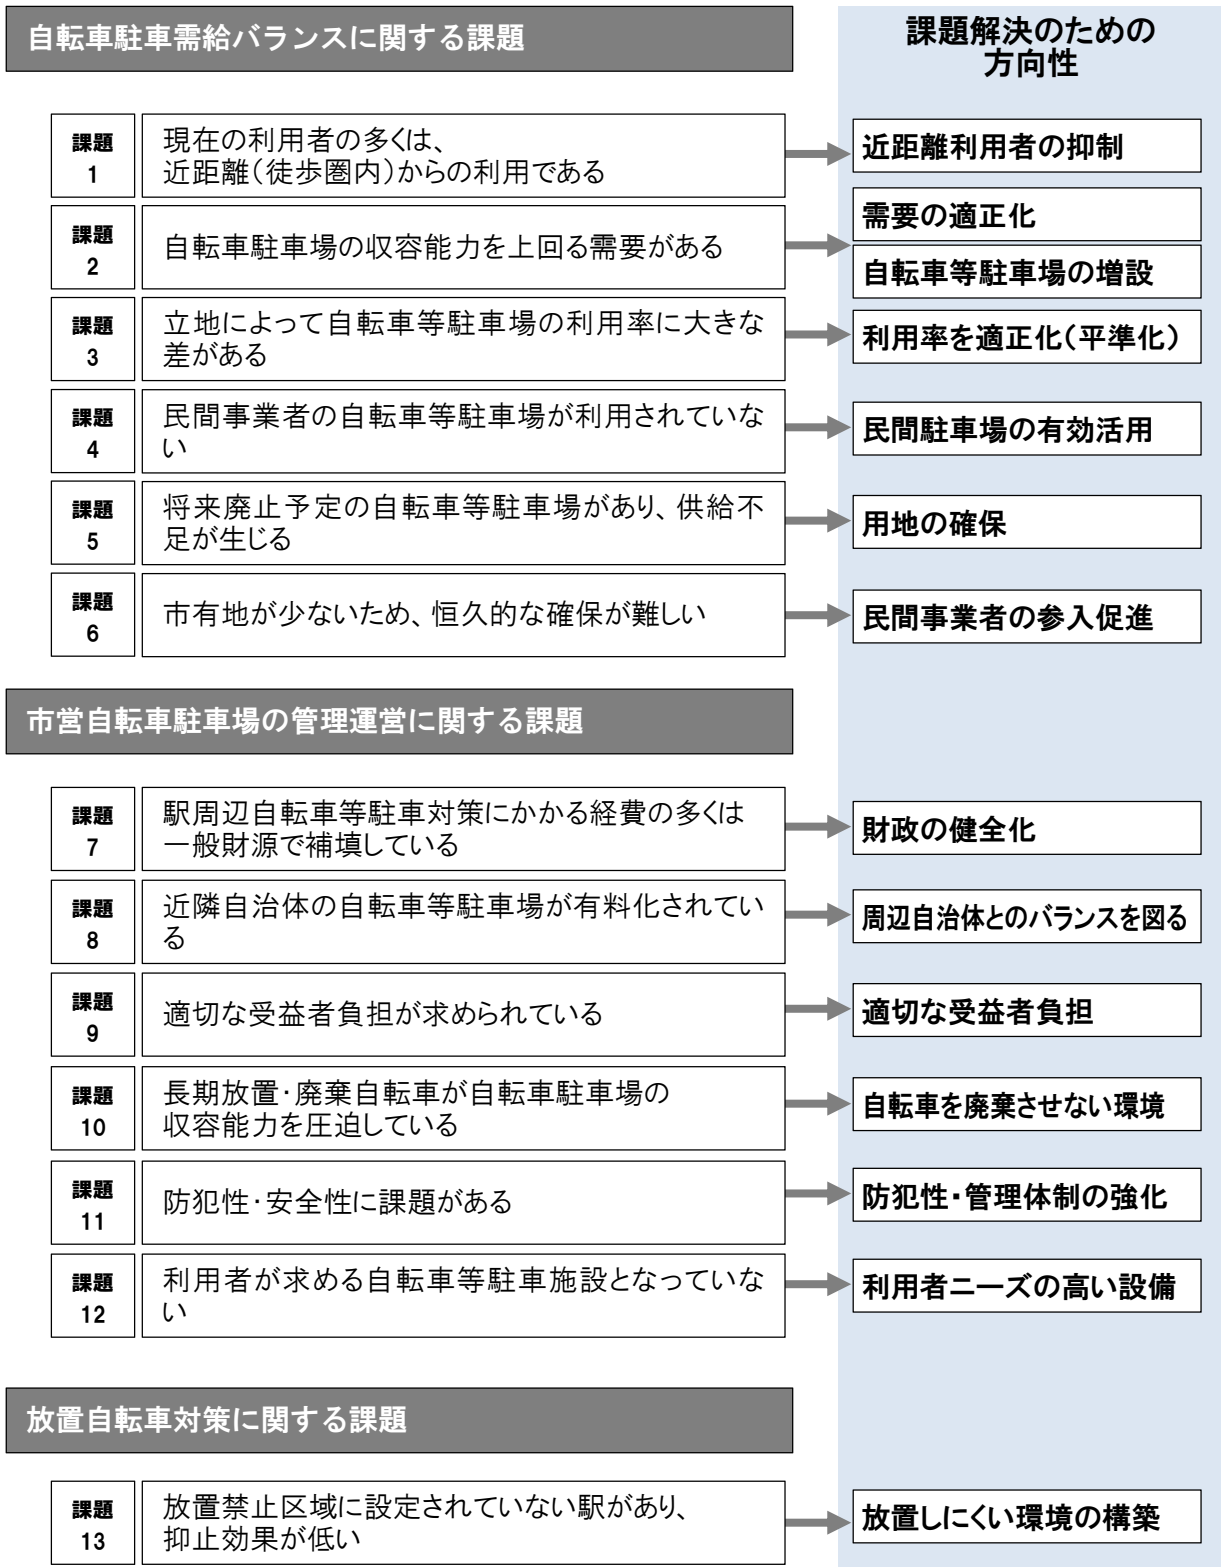 自転車駐車需給バランスに関する課題
課題解決のための
方向性
課題
1
現在の利用者の多くは、
近距離(徒歩圏内)からの利用である
近距離利用者の抑制
課題
2
自転車駐車場の収容能力を上回る需要がある
需要の適正化
自転車等駐車場の増設
課題
3
立地によって自転車等駐車場の利用率に大きな
差がある
利用率を適正化(平準化)
課題
4
民間事業者の自転車等駐車場が利用されていな
い
民間駐車場の有効活用
課題
5
将来廃止予定の自転車等駐車場があり、供給不
足が生じる
用地の確保
課題
6
市有地が少ないため、恒久的な確保が難しい
民間事業者の参入促進
市営自転車駐車場の管理運営に関する課題
課題
7
駅周辺自転車等駐車対策にかかる経費の多くは
一般財源で補填している
財政の健全化
課題
8
近隣自治体の自転車等駐車場が有料化されてい
る
周辺自治体とのバランスを図る
課題
9
適切な受益者負担が求められている
適切な受益者負担
課題
10
長期放置・廃棄自転車が自転車駐車場の
収容能力を圧迫している
自転車を廃棄させない環境
課題
11
防犯性・安全性に課題がある
防犯性・管理体制の強化
課題
12
利用者が求める自転車等駐車施設となっていな
い
利用者ニーズの高い設備
放置自転車対策に関する課題
課題
13
放置禁止区域に設定されていない駅があり、
抑止効果が低い
放置しにくい環境の構築